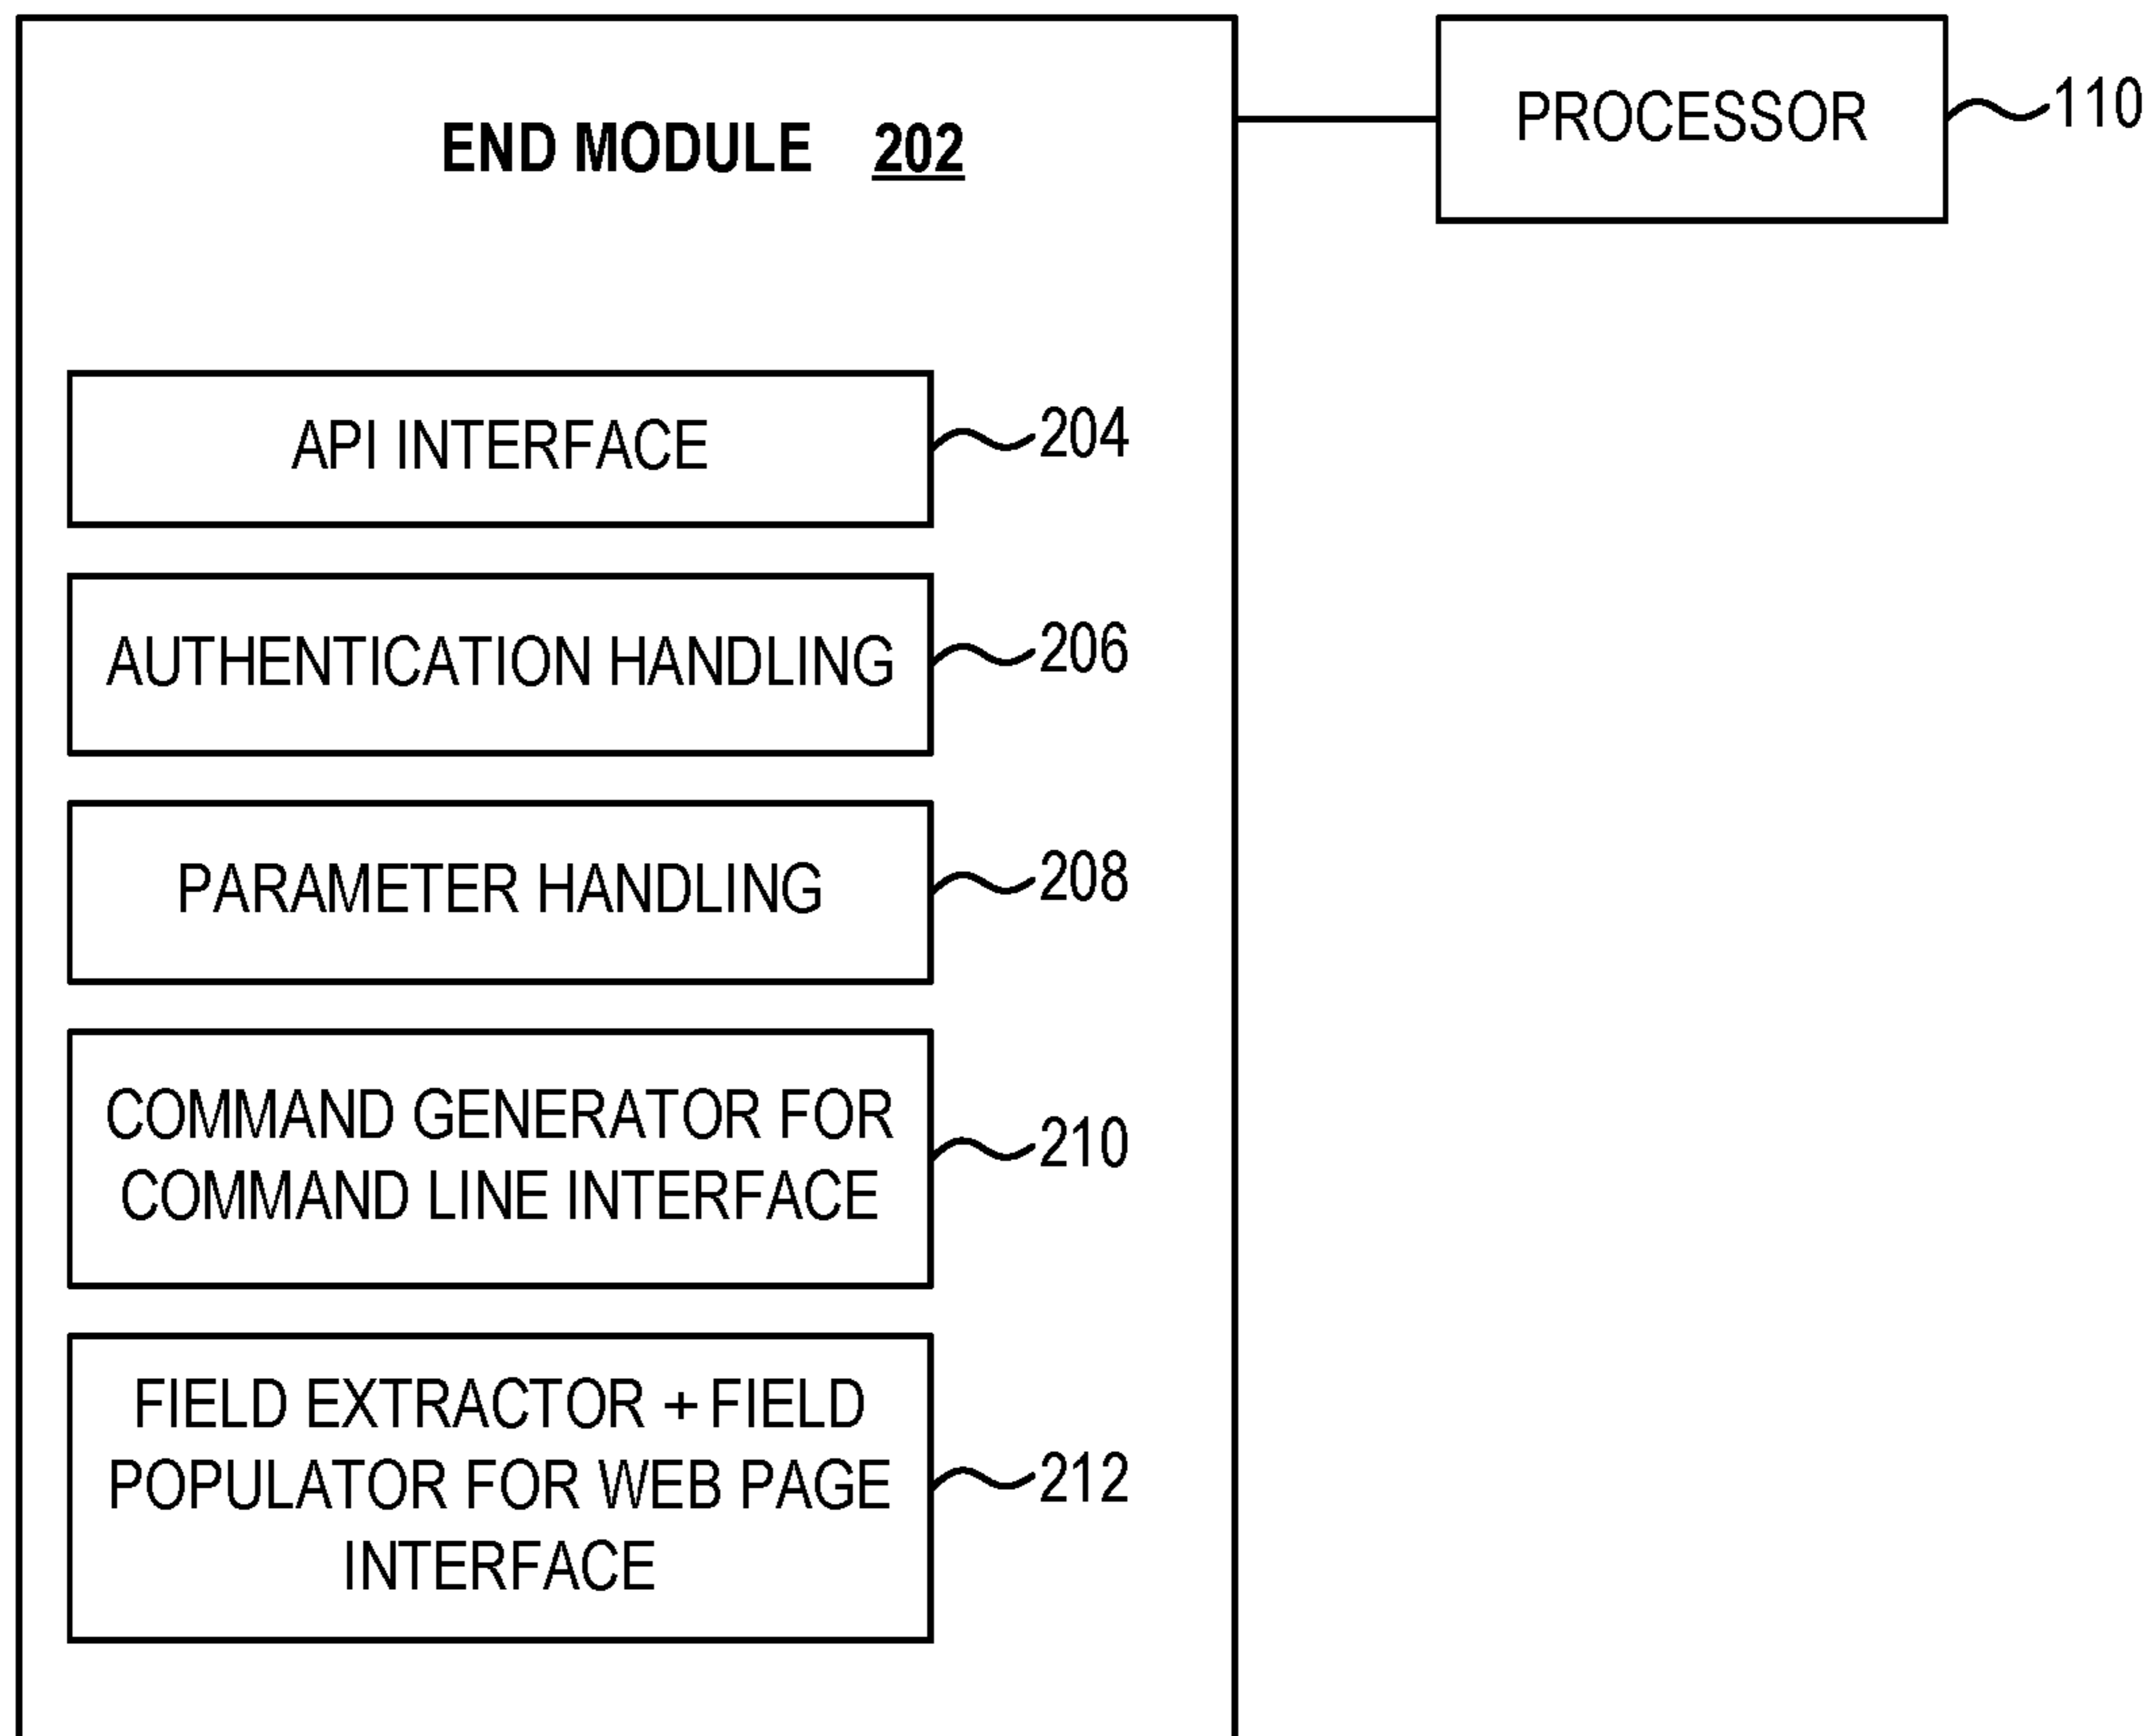 END MODULE 202
PROCESSOR
110
API INTERFACE
204
AUTHENTICATION HANDLING
206
PARAMETER HANDLING
208
COMMAND GENERATOR FOR
COMMAND LINE INTERFACE
210
FIELD EXTRACTOR + FIELD
POPULATOR FOR WEB PAGE
INTERFACE
212